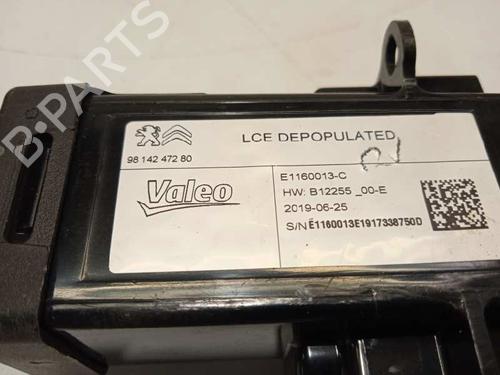 B-PARTS
LCE DEPOPULATED
98 142 472 80
Valeo
E1160013-C
HW: B12255 _00-E
2019-06-25
S/N E1160013E1917338750D